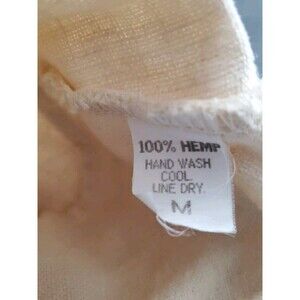 100% HEMP
HAND WASH
COOL.
LINE DRY.
M